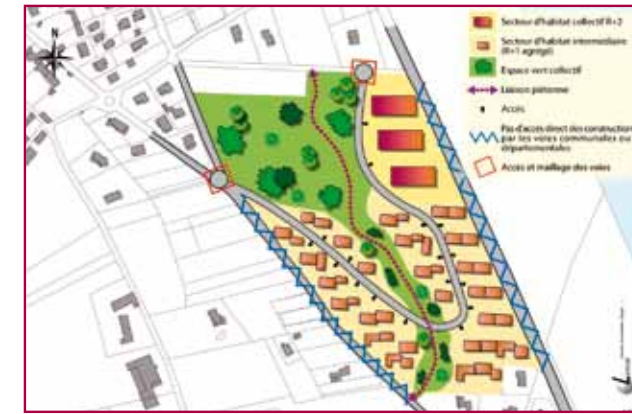 N
Secteur d'habitat collectif R+2
Secteur d'habitat intermédiaire
(R+1 agrégé)
Espace vert collectif
Liaison piétonne
Accès
Pas d'accès direct des constructions
par les voies communales ou
départementales
Accès et maillage des voies